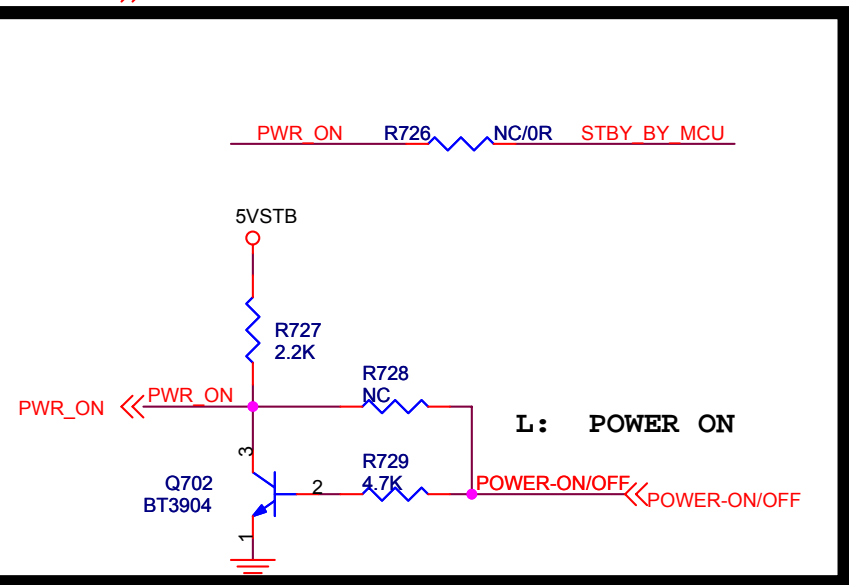 PWR_ON R726 NC/0R STBY_BY_MCU
5VSTB
R727
2.2K
R728
NC
PWR_ON PWR_ON
L: POWER ON
3
R729
4.7K
Q702
BT3904
2
POWER-ON/OFF
POWER-ON/OFF
1